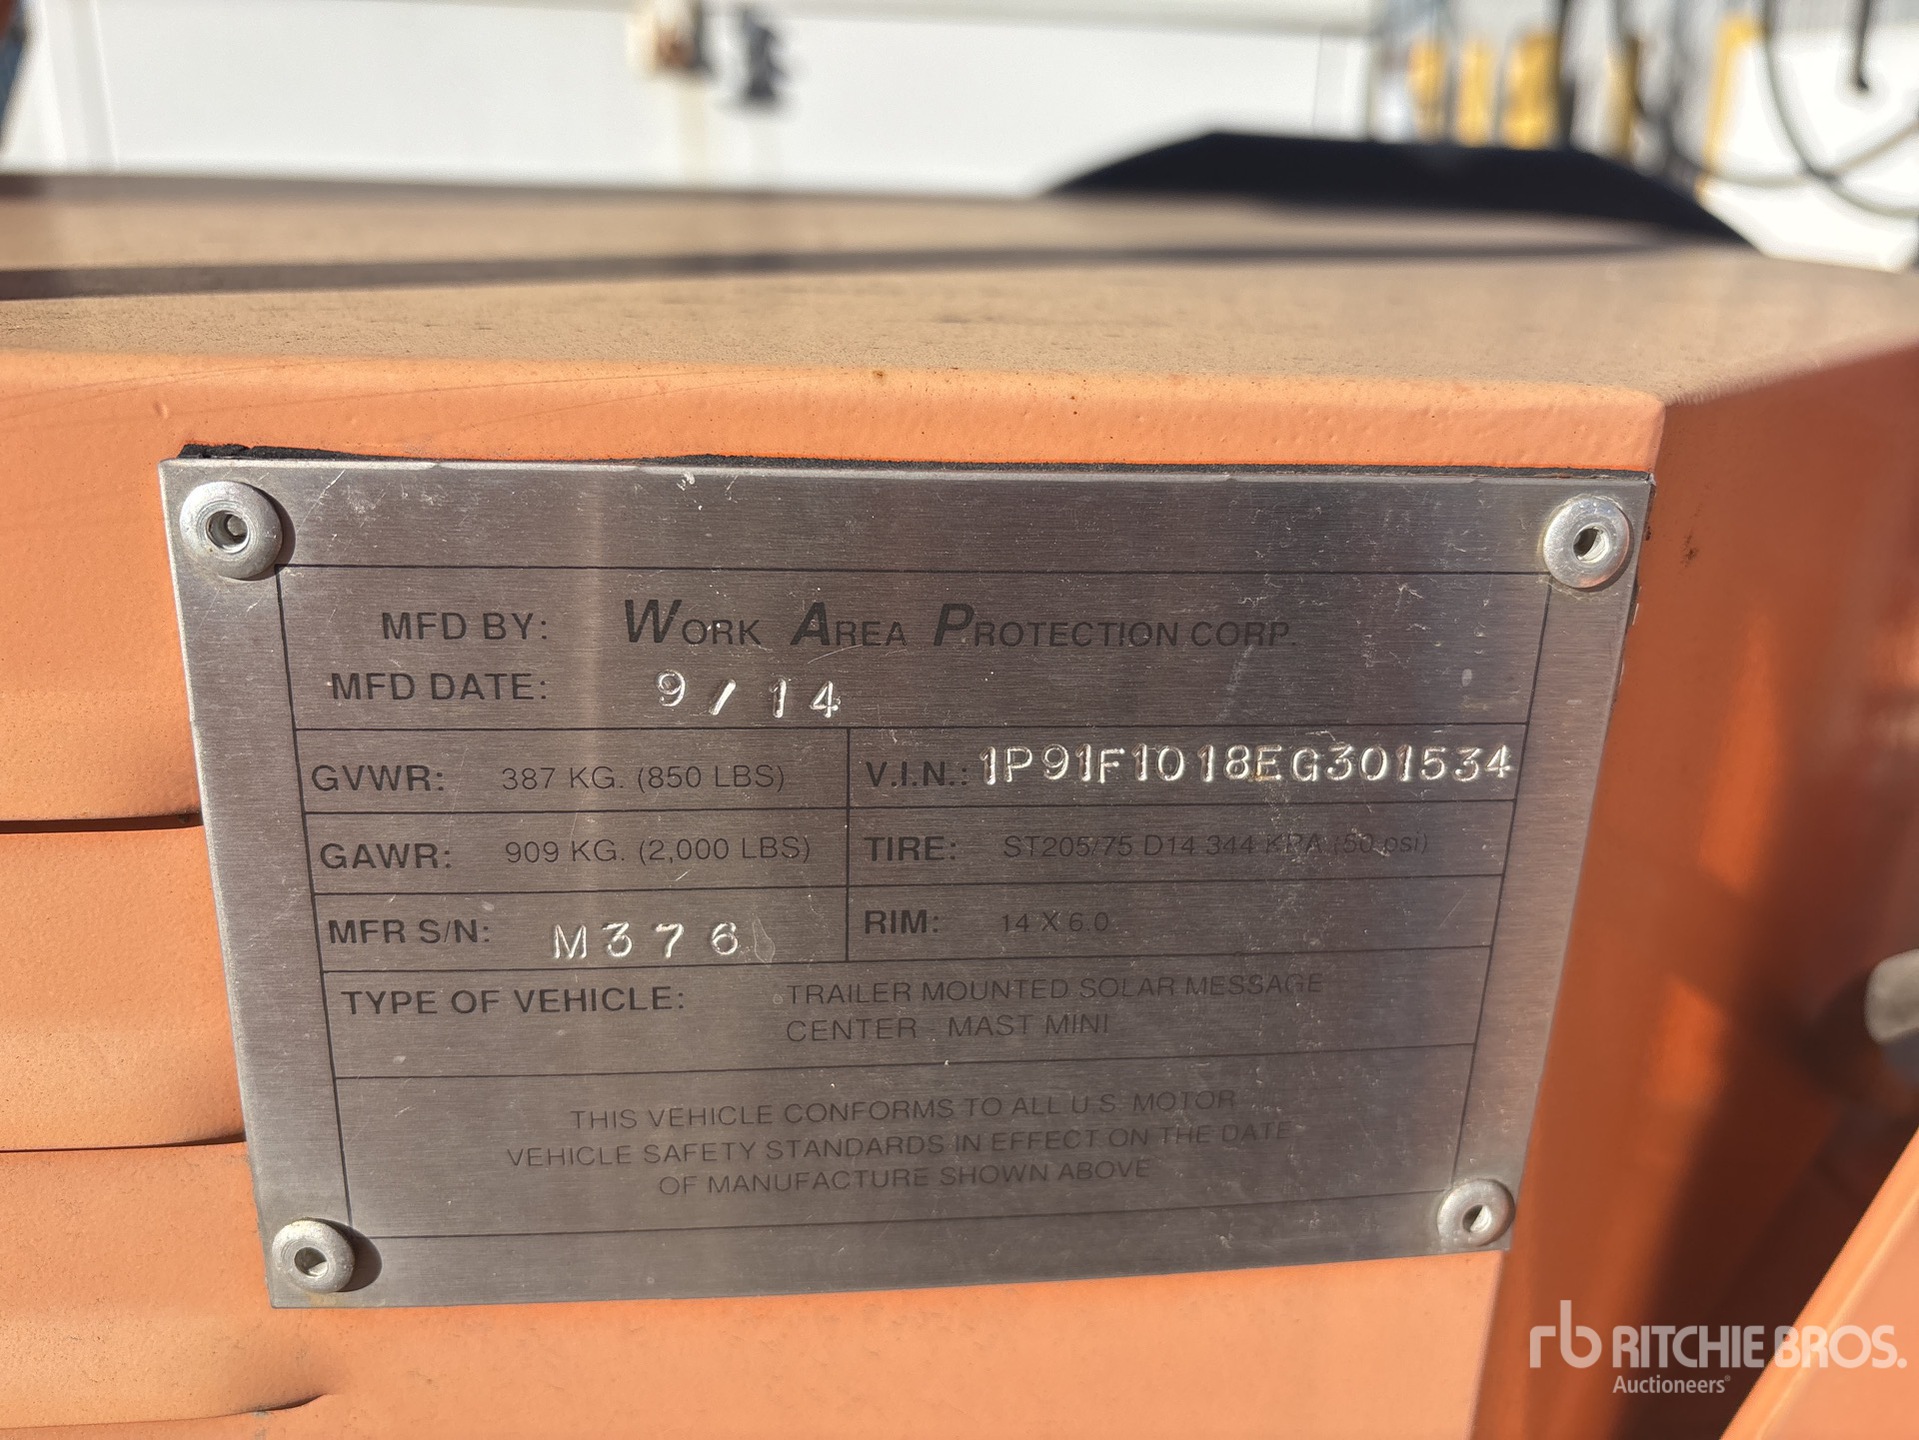 MFD BY: WORK AREA PROTECTION CORP.
MFD DATE: 9/14
GVWR: 387 KG. (850 LBS) V.I.N.: 1P91F1018EG301534
GAWR: 909 KG. (2,000 LBS) TIRE: ST205/75 D14 344 KPA (50 psi)
MFR S/N: M376 RIM: 14 X 6.0
TYPE OF VEHICLE: TRAILER MOUNTED SOLAR MESSAGE
CENTER - MAST MINI
THIS VEHICLE CONFORMS TO ALL U.S. MOTOR
VEHICLE SAFETY STANDARDS IN EFFECT ON THE DATE
OF MANUFACTURE SHOWN ABOVE
rb RITCHIE BROS.
Auctioneers®